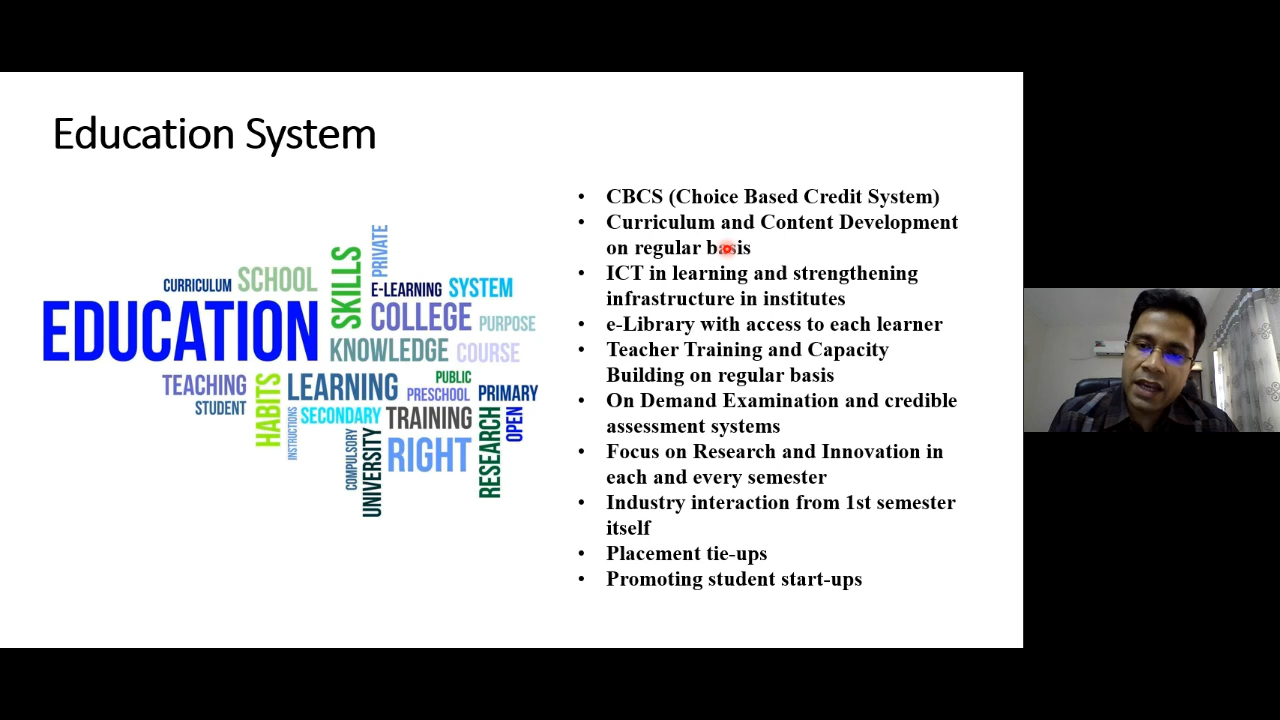 Education System
PRIVATE
SKILLS
SCHOOL
CURRICULUM
E-LEARNING
SYSTEM
EDUCATION
COLLEGE
PURPOSE
KNOWLEDGE
COURSE
TEACHING
HABITS
LEARNING
PUBLIC
PRESCHOOL
PRIMARY
STUDENT
INSTRUCTIONS
SECONDARY
TRAINING
RESEARCH
OPEN
COMPULSORY
UNIVERSITY
RIGHT
• CBCS (Choice Based Credit System)
• Curriculum and Content Development
on regular basis
• ICT in learning and strengthening
infrastructure in institutes
• e-Library with access to each learner
• Teacher Training and Capacity
Building on regular basis
• On Demand Examination and credible
assessment systems
• Focus on Research and Innovation in
each and every semester
• Industry interaction from 1st semester
itself
• Placement tie-ups
• Promoting student start-ups